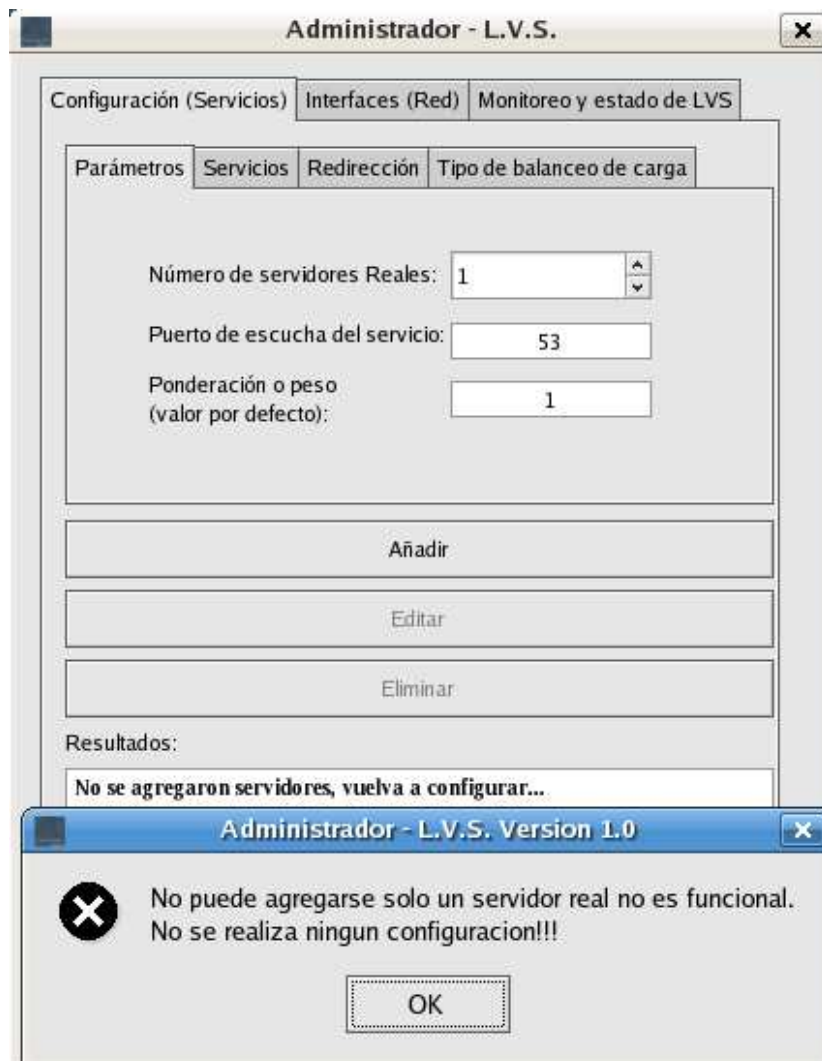 Administrador - L.V.S.
Configuración (Servicios) Interfaces (Red) Monitoreo y estado de LVS
Parámetros Servicios Redirección Tipo de balanceo de carga
Número de servidores Reales: 1
Puerto de escucha del servicio: 53
Ponderación o peso
(valor por defecto): 1
Añadir
Editar
Eliminar
Resultados:
No se agregaron servidores, vuelva a configurar...
Administrador - L.V.S. Version 1.0
No puede agregarse solo un servidor real no es funcional.
No se realiza ningun configuracion!!!
OK